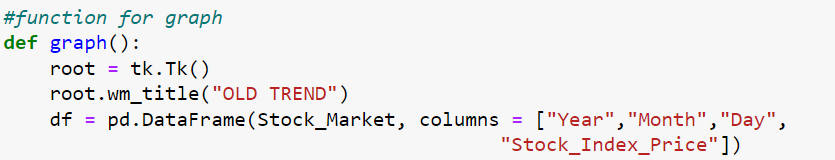 #function for graph
def graph():
    root = tk.Tk()
    root.wm_title("OLD TREND")
    df = pd.DataFrame(Stock_Market, columns = ["Year","Month","Day",
                                               "Stock_Index_Price"])